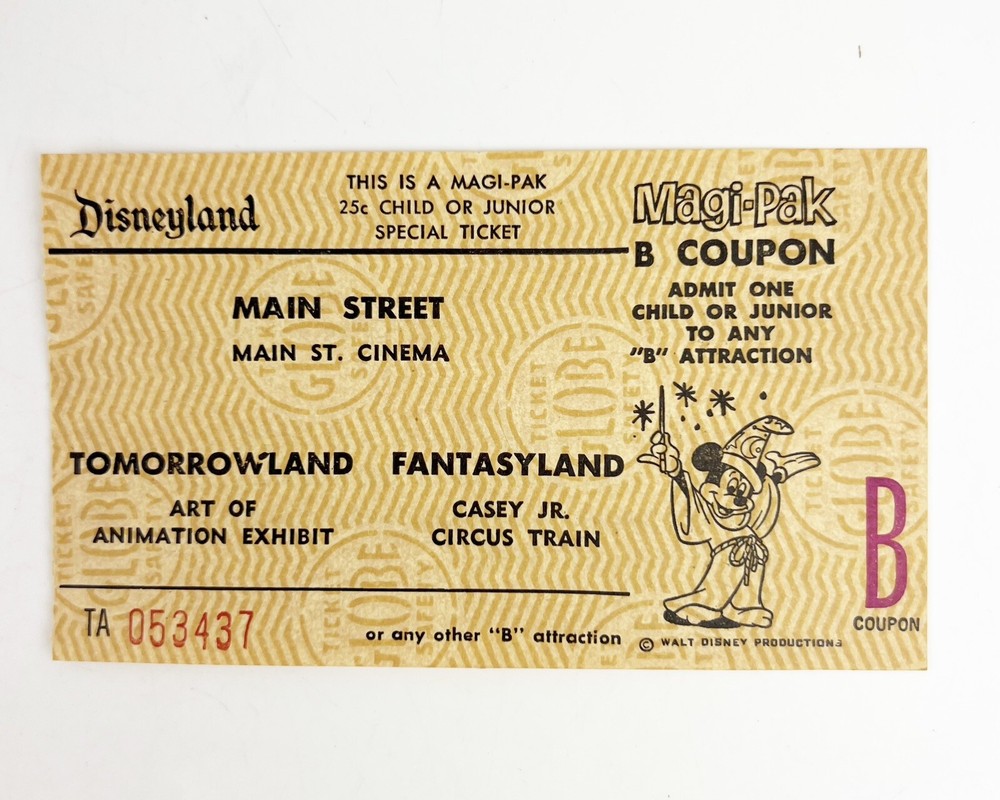 Disneyland
THIS IS A MAGI-PAK
25c CHILD OR JUNIOR
SPECIAL TICKET
MAIN STREET
MAIN ST. CINEMA
TOMORROWLAND
ART OF
ANIMATION EXHIBIT
FANTASYLAND
CASEY JR.
CIRCUS TRAIN
TA 053437
or any other "B" attraction
Magi-Pak
B COUPON
ADMIT ONE
CHILD OR JUNIOR
TO ANY
"B" ATTRACTION
© WALT DISNEY PRODUCTIONS
B
COUPON
GLOBE
TICKET